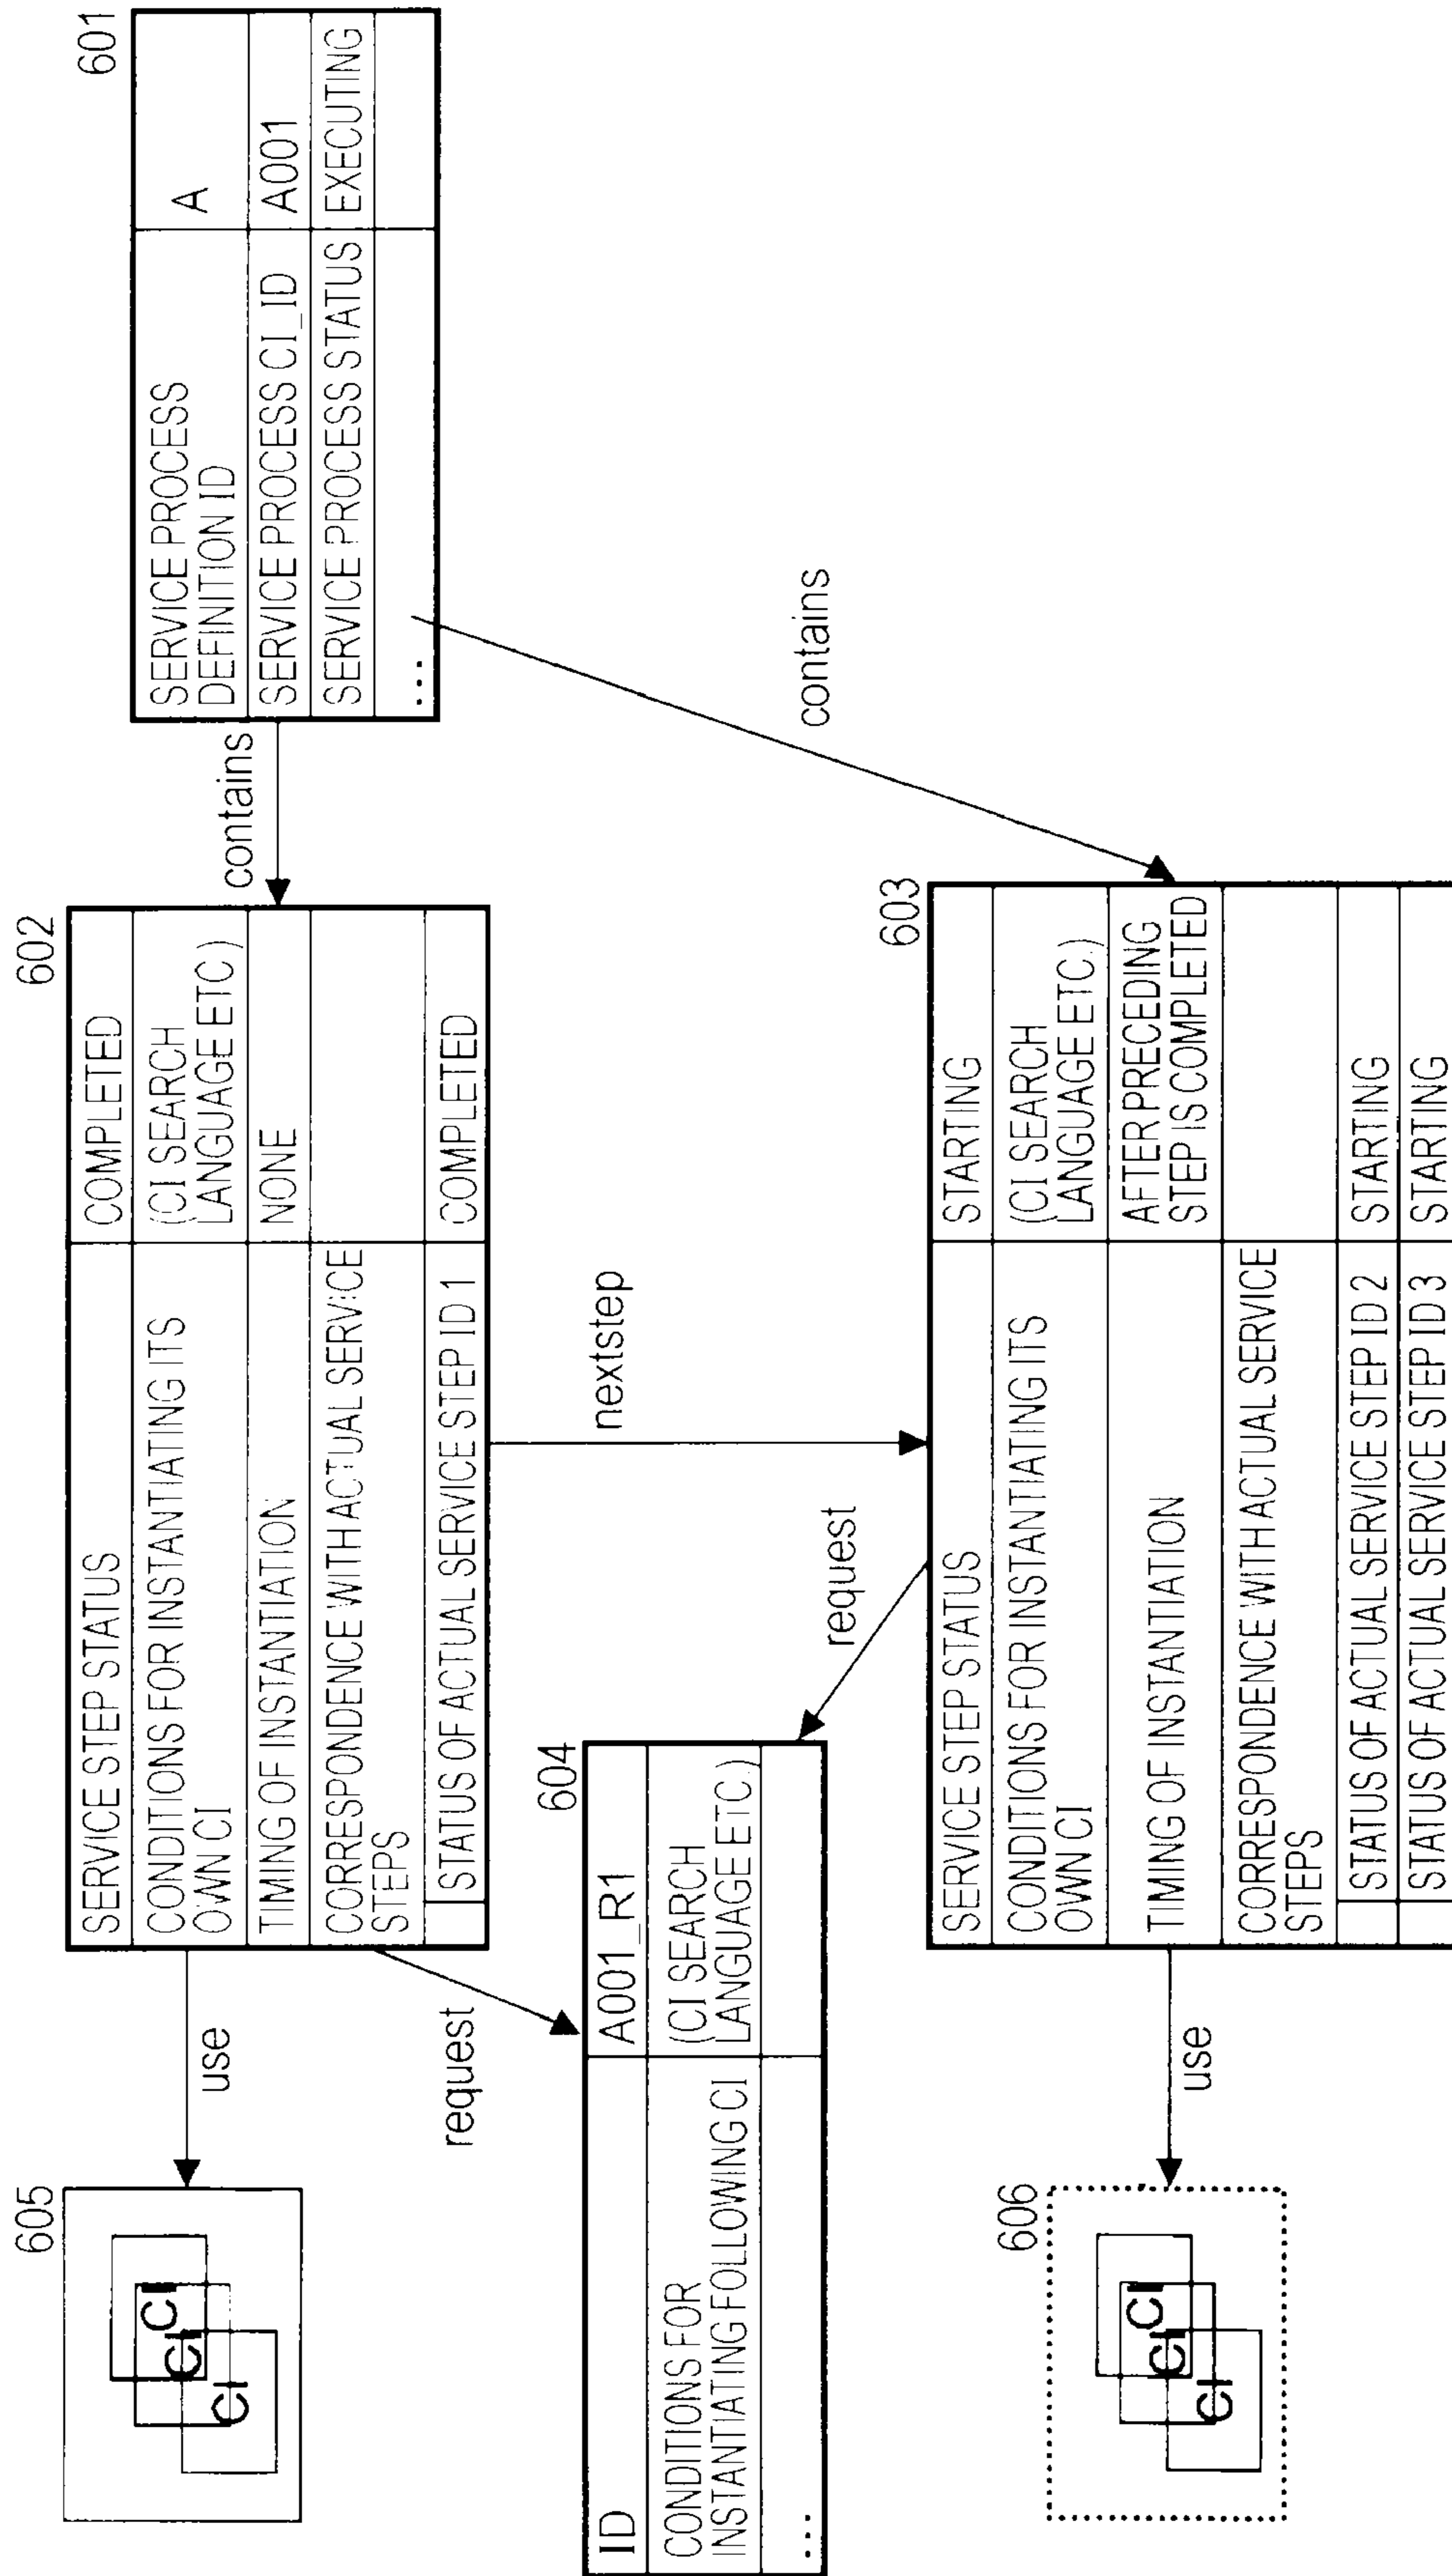 601
SERVICE PROCESS
DEFINITION ID
A
SERVICE PROCESS CI_ID
A001
SERVICE PROCESS STATUS
EXECUTING
...
contains
contains
602
SERVICE STEP STATUS
COMPLETED
CONDITIONS FOR INSTANTIATING ITS
OWN CI
(CI SEARCH
LANGUAGE ETC)
TIMING OF INSTANTIATION
NONE
CORRESPONDENCE WITH ACTUAL SERVICE
STEPS
STATUS OF ACTUAL SERVICE STEP ID 1
COMPLETED
nextstep
603
SERVICE STEP STATUS
STARTING
CONDITIONS FOR INSTANTIATING ITS
OWN CI
(CI SEARCH
LANGUAGE ETC.)
TIMING OF INSTANTIATION
AFTER PRECEDING
STEP IS COMPLETED
CORRESPONDENCE WITH ACTUAL SERVICE
STEPS
STATUS OF ACTUAL SERVICE STEP ID 2
STARTING
STATUS OF ACTUAL SERVICE STEP ID 3
STARTING
use
request
request
use
604
ID
A001_R1
CONDITIONS FOR
INSTANTIATING FOLLOWING CI
(CI SEARCH
LANGUAGE ETC.)
...
605
CI
CI
CI
606
CI
CI
CI